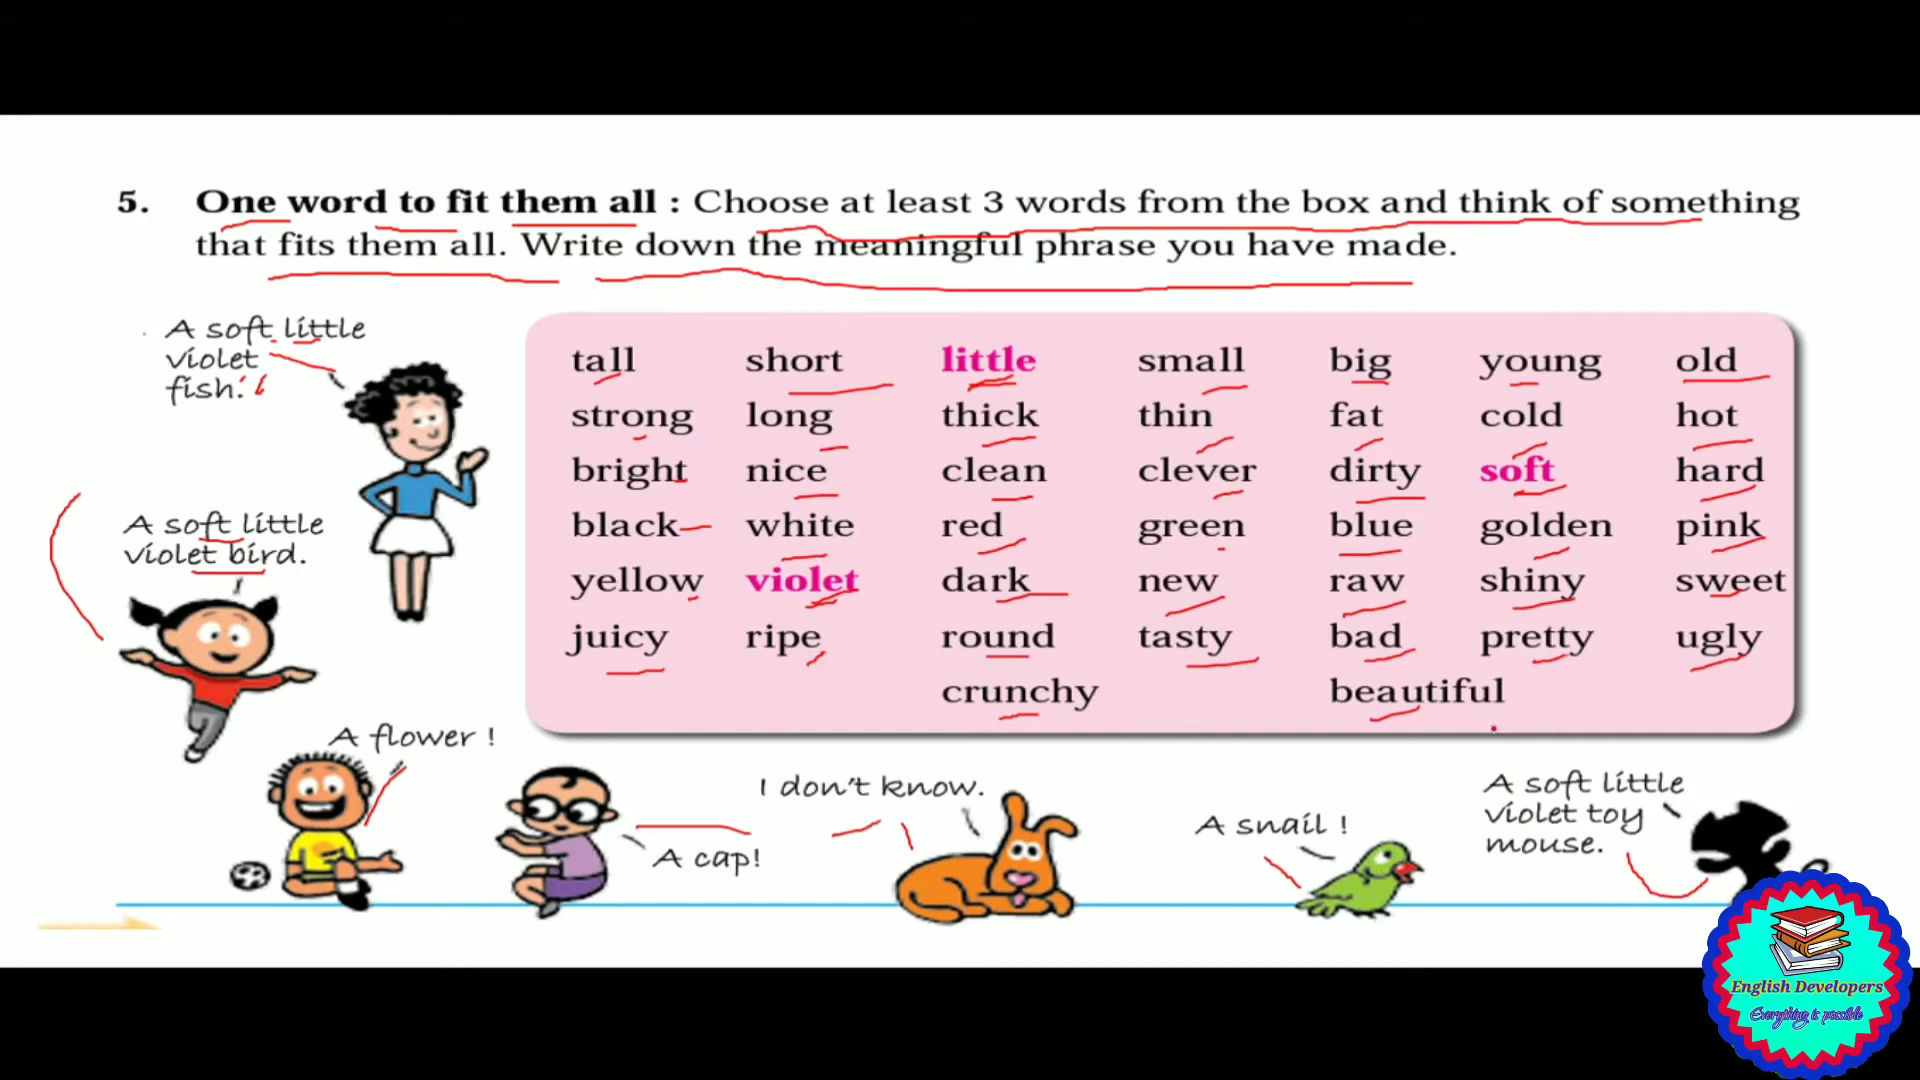 5. One word to fit them all : Choose at least 3 words from the box and think of something
that fits them all. Write down the meaningful phrase you have made.
A soft little
violet
fish.
tall short little small big young old
strong long thick thin fat cold hot
bright nice clean clever dirty soft hard
black white red green blue golden pink
yellow violet dark new raw shiny sweet
juicy ripe round tasty bad pretty ugly
crunchy beautiful
A soft little
violet bird.
A flower !
A cap!
I don't know.
A snail !
A soft little
violet toy
mouse.
English Developers
Everything is possible